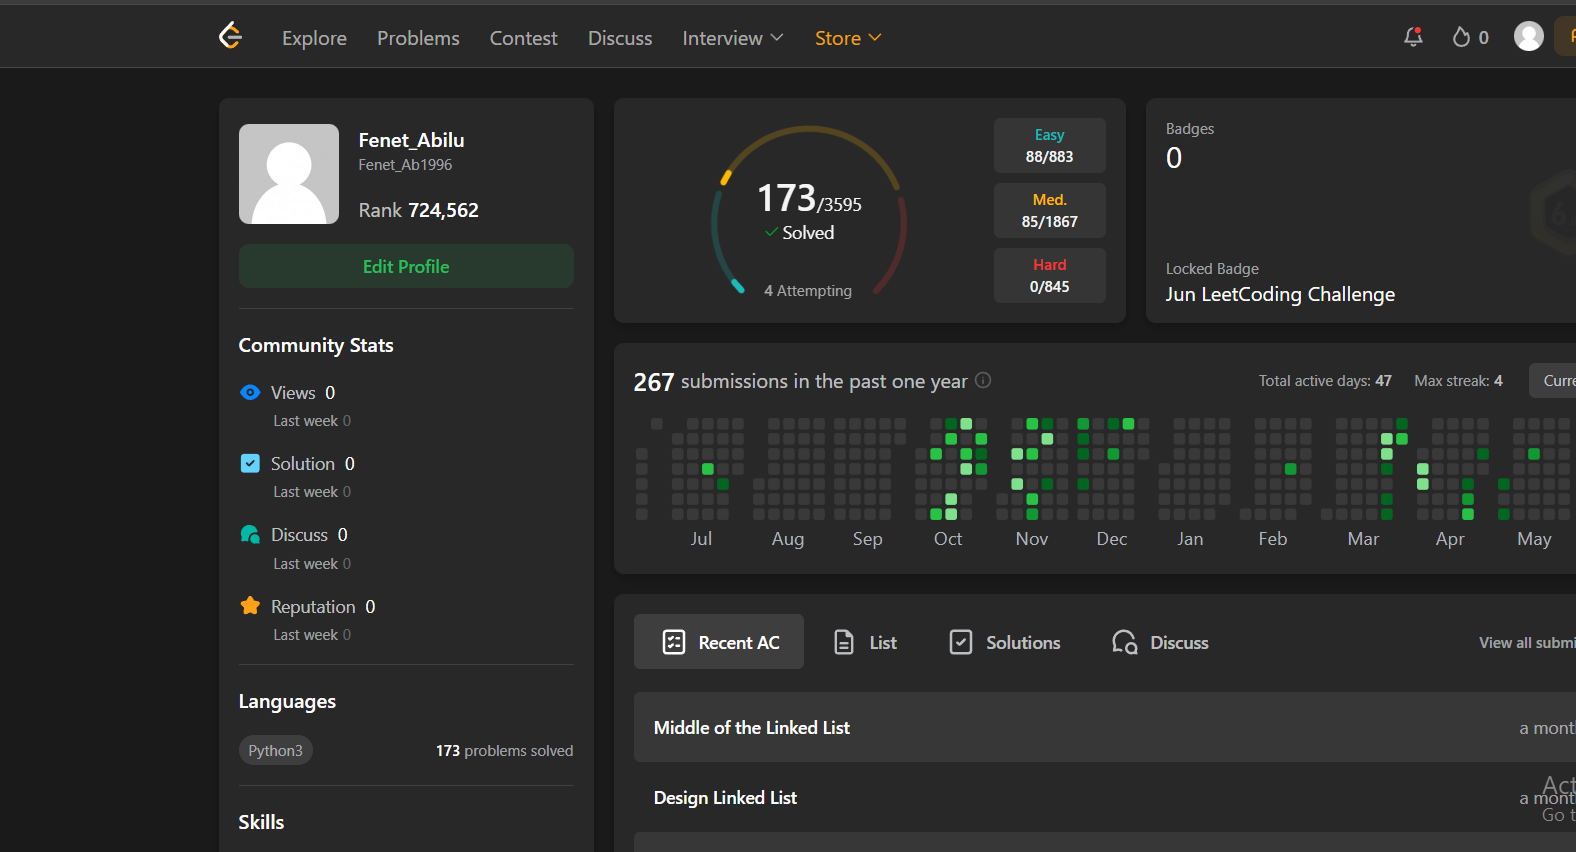 Explore Problems Contest Discuss Interview Store 0
Fenet_Abilu
Fenet_Ab1996
Rank 724,562
Edit Profile
Community Stats
Views 0
Last week 0
Solution 0
Last week 0
Discuss 0
Last week 0
Reputation 0
Last week 0
Languages
Python3 173 problems solved
Skills
173/3595
Solved
4 Attempting
Easy
88/883
Med.
85/1867
Hard
0/845
Badges
0
Locked Badge
Jun LeetCoding Challenge
267 submissions in the past one year Total active days: 47 Max streak: 4 Curre
Jul Aug Sep Oct Nov Dec Jan Feb Mar Apr May
Recent AC List Solutions Discuss View all submi
Middle of the Linked List a mont
Design Linked List a mont
Act
Go t